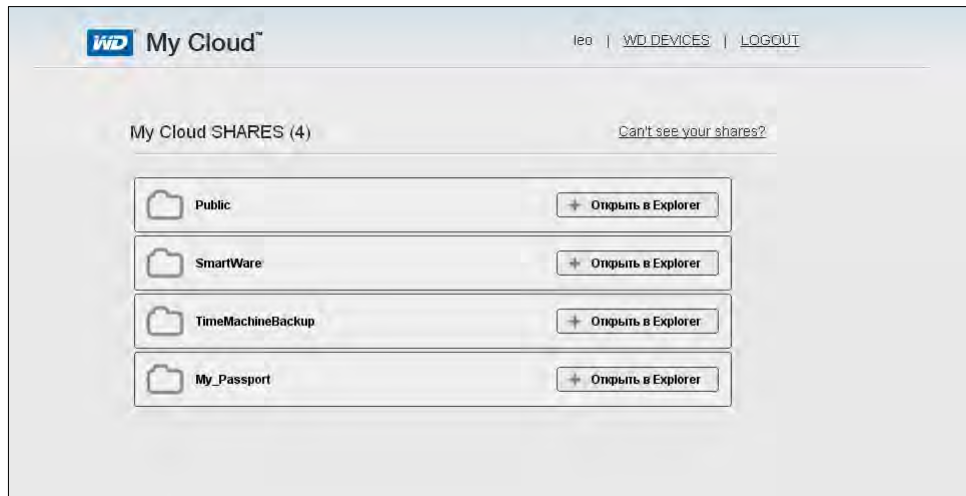 WD My Cloud™
leo | WD DEVICES | LOGOUT
My Cloud SHARES (4)
Can't see your shares?
Public
+ Открыть в Explorer
SmartWare
+ Открыть в Explorer
TimeMachineBackup
+ Открыть в Explorer
My_Passport
+ Открыть в Explorer